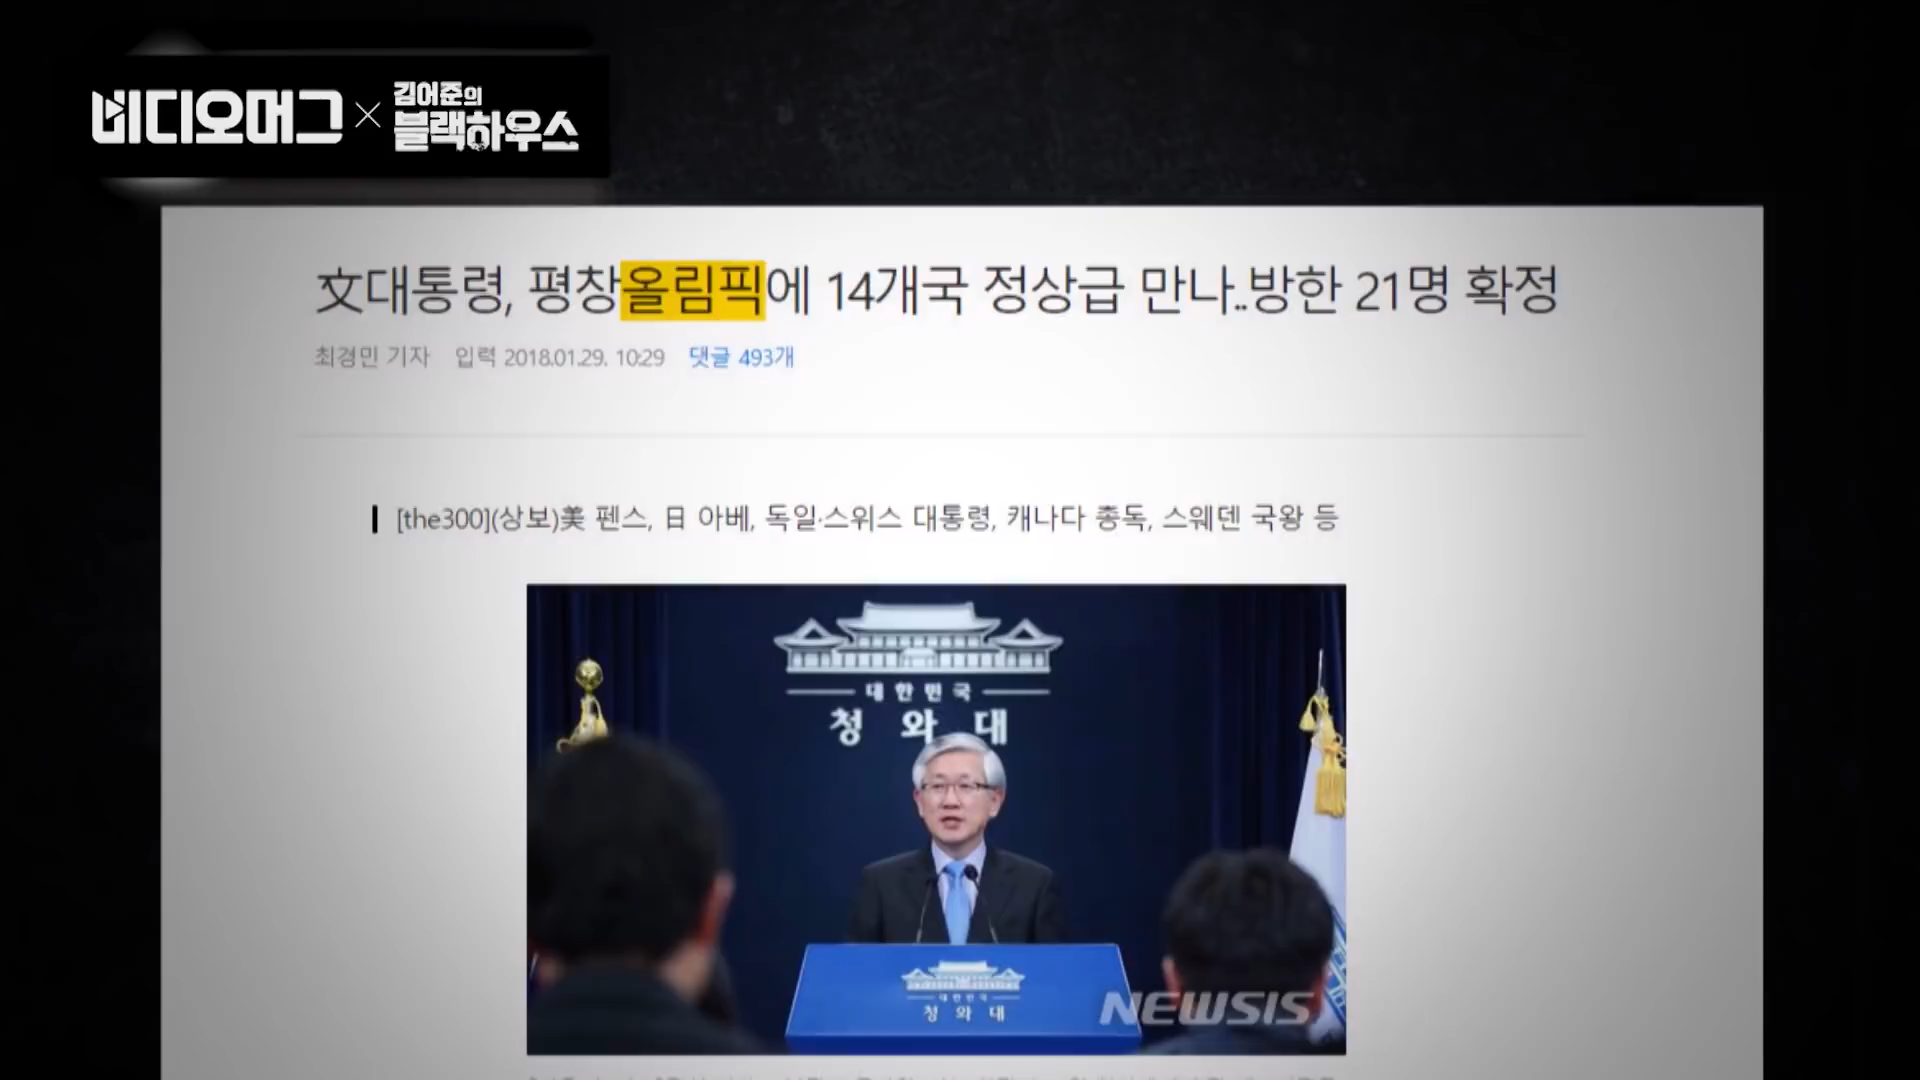 비디오머그 × 김어준의 블랙하우스
文대통령, 평창올림픽에 14개국 정상급 만나..방한 21명 확정
최경민 기자 입력 2018.01.29. 10:29 댓글 493개
[the300](상보)美 펜스, 日 아베, 독일·스위스 대통령, 캐나다 총독, 스웨덴 국왕 등
대한민국
청와대
대한민국
청와대
NEWSIS